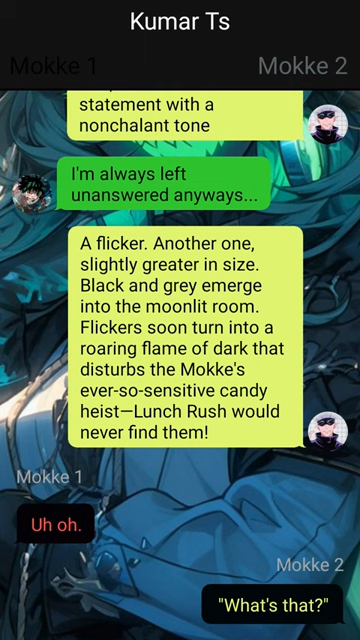 Kumar Ts
Mokke 1
Mokke 2
statement with a
nonchalant tone
I'm always left
unanswered anyways...
A flicker. Another one,
slightly greater in size.
Black and grey emerge
into the moonlit room.
Flickers soon turn into a
roaring flame of dark that
disturbs the Mokke's
ever-so-sensitive candy
heist—Lunch Rush would
never find them!
Mokke 1
Uh oh.
Mokke 2
"What's that?"